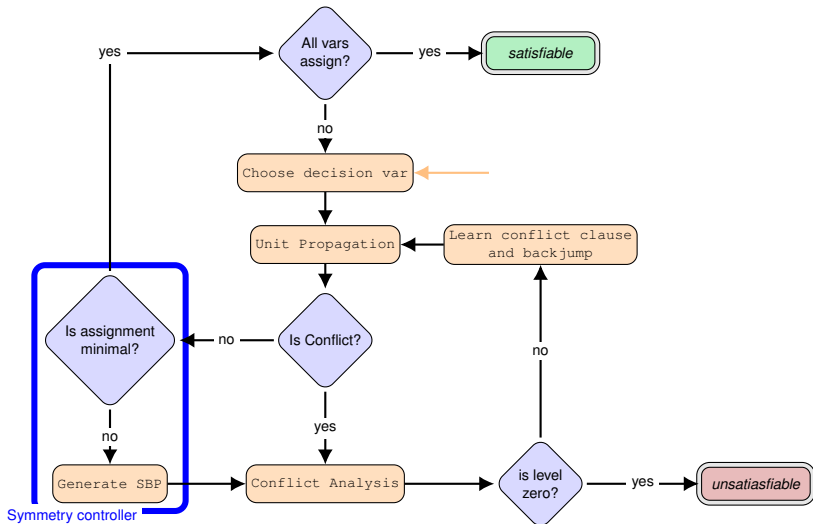 All vars
assign?
yes
yes
satisfiable
no
Choose decision var
Unit Propagation
Learn conflict clause
and backjump
Is assignment
minimal?
no
Is Conflict?
no
no
yes
Generate SBP
Conflict Analysis
is level
zero?
yes
unsatiasfiable
Symmetry controller